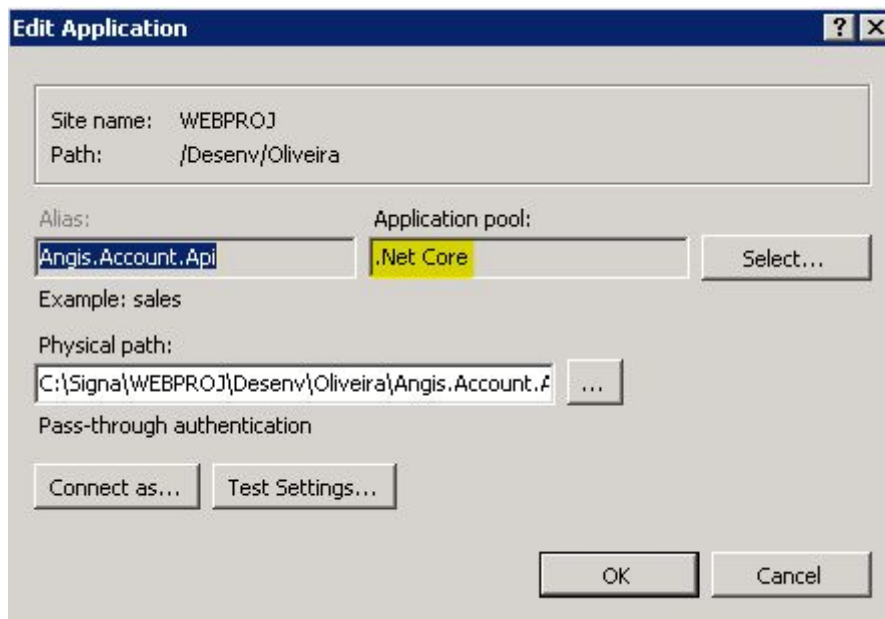 Edit Application
Site name: WEBPROJ
Path: /Desenv/Oliveira
Alias: Application pool:
Angis.Account.Api .Net Core Select...
Example: sales
Physical path:
C:\Signa\WEBPROJ\Desenv\Oliveira\Angis.Account.A ...
Pass-through authentication
Connect as... Test Settings...
OK Cancel